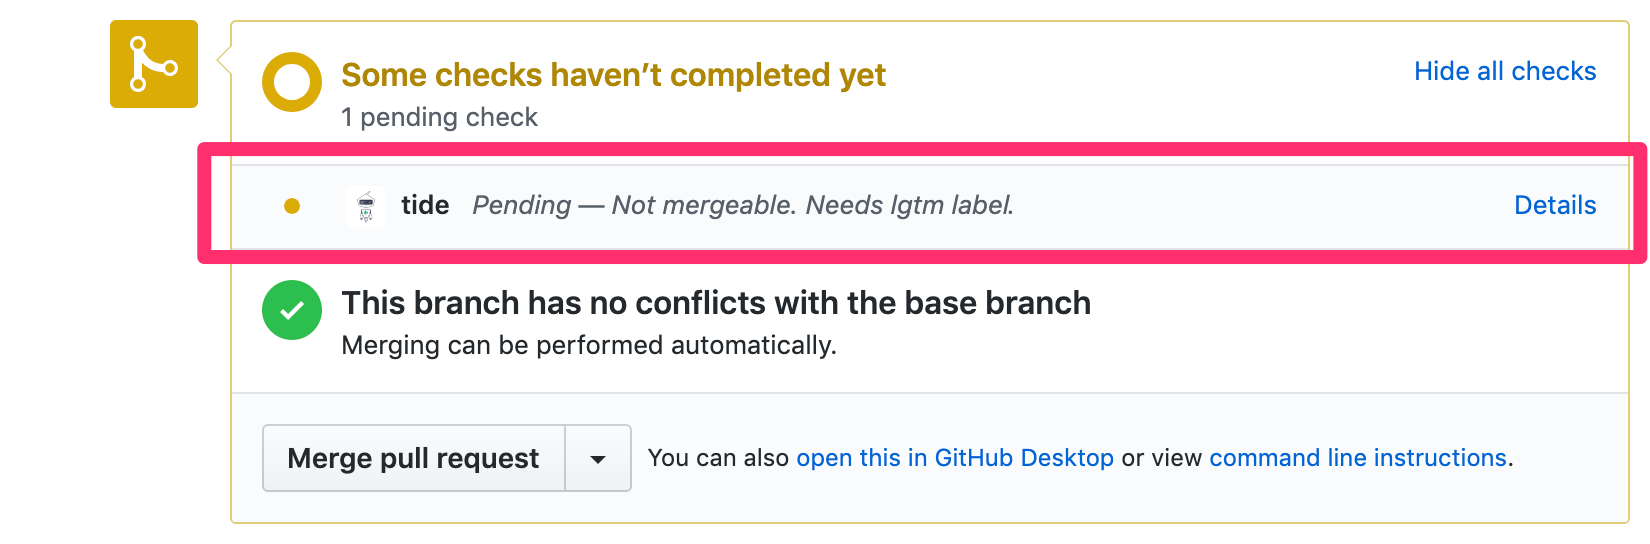 Some checks haven’t completed yet
Hide all checks
1 pending check
tide Pending — Not mergeable. Needs lgtm label.
Details
This branch has no conflicts with the base branch
Merging can be performed automatically.
Merge pull request
You can also open this in GitHub Desktop or view command line instructions.